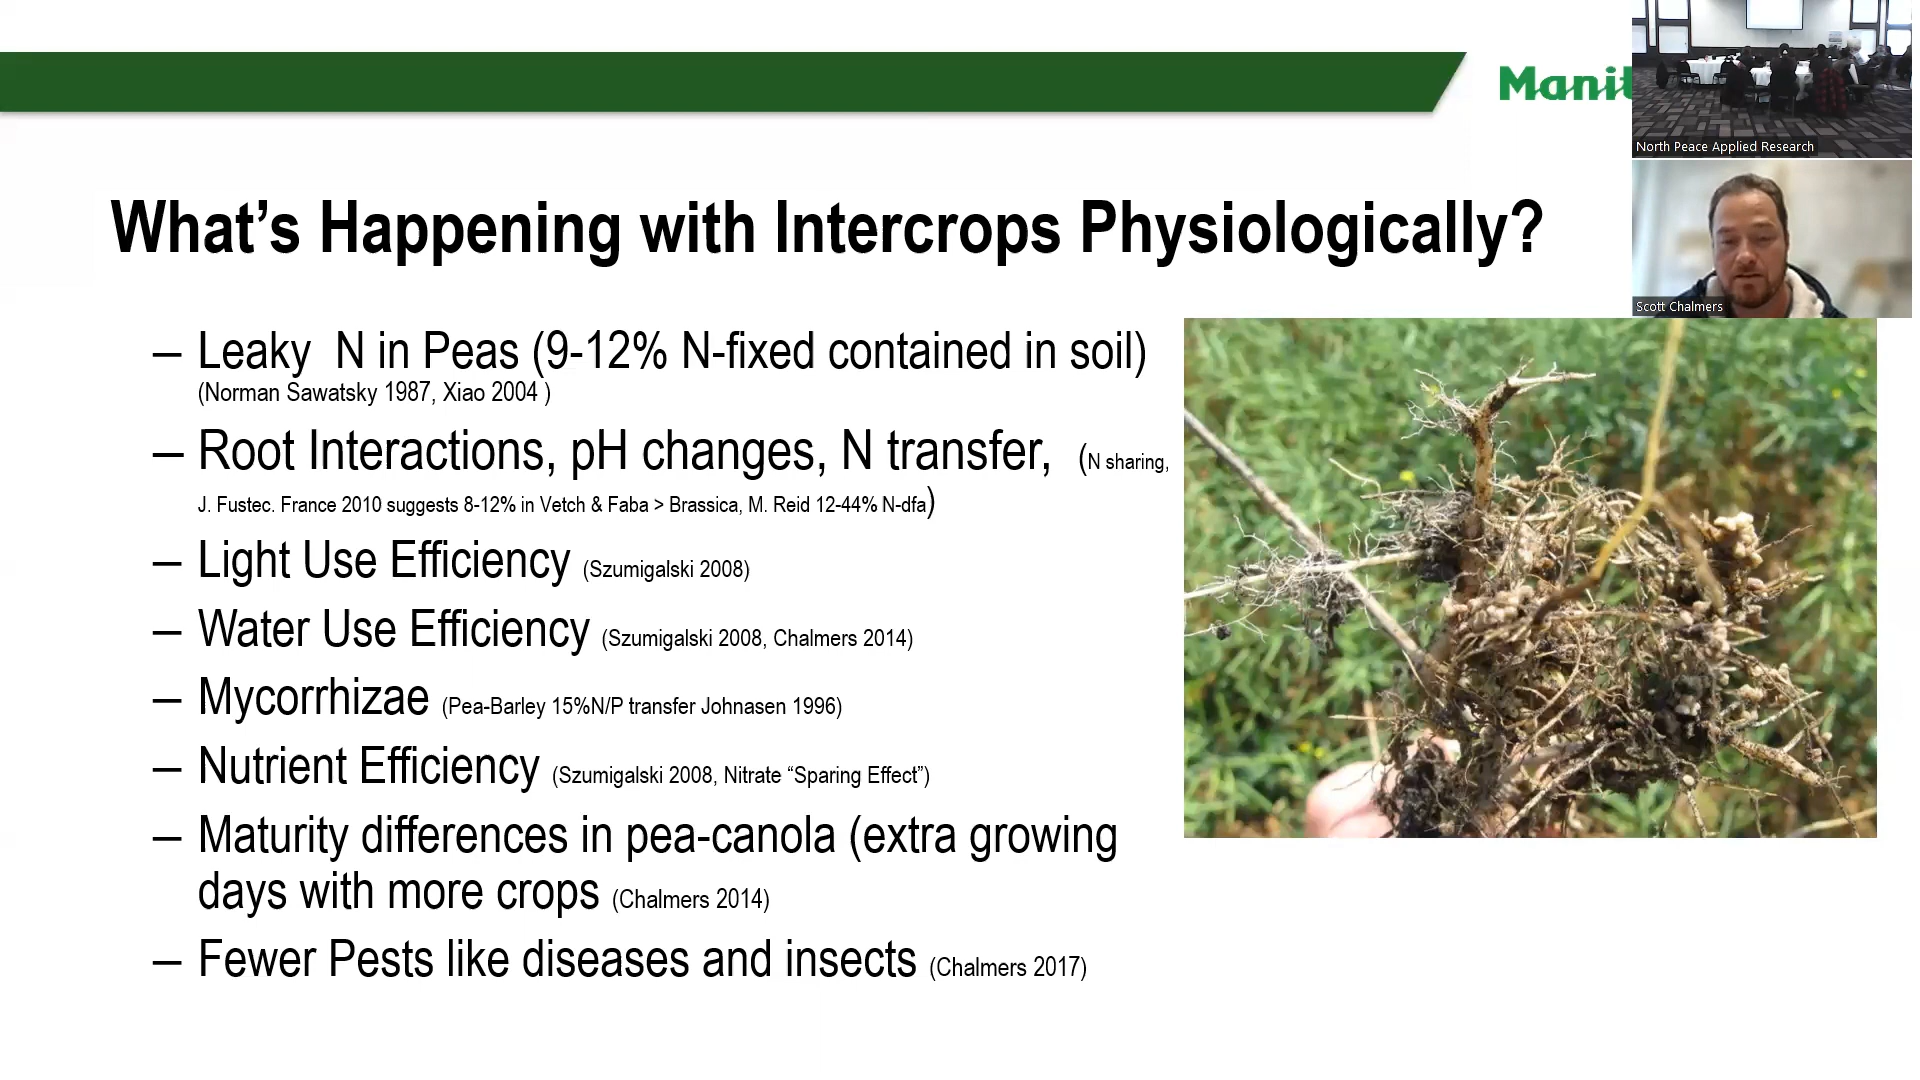 Manit
North Peace Applied Research
What’s Happening with Intercrops Physiologically?
Scott Chalmers
– Leaky N in Peas (9-12% N-fixed contained in soil)
(Norman Sawatsky 1987, Xiao 2004 )
– Root Interactions, pH changes, N transfer, (N sharing,
J. Fustec. France 2010 suggests 8-12% in Vetch & Faba > Brassica, M. Reid 12-44% N-dfa)
– Light Use Efficiency (Szumigalski 2008)
– Water Use Efficiency (Szumigalski 2008, Chalmers 2014)
– Mycorrhizae (Pea-Barley 15%N/P transfer Johnasen 1996)
– Nutrient Efficiency (Szumigalski 2008, Nitrate “Sparing Effect”)
– Maturity differences in pea-canola (extra growing
days with more crops (Chalmers 2014)
– Fewer Pests like diseases and insects (Chalmers 2017)